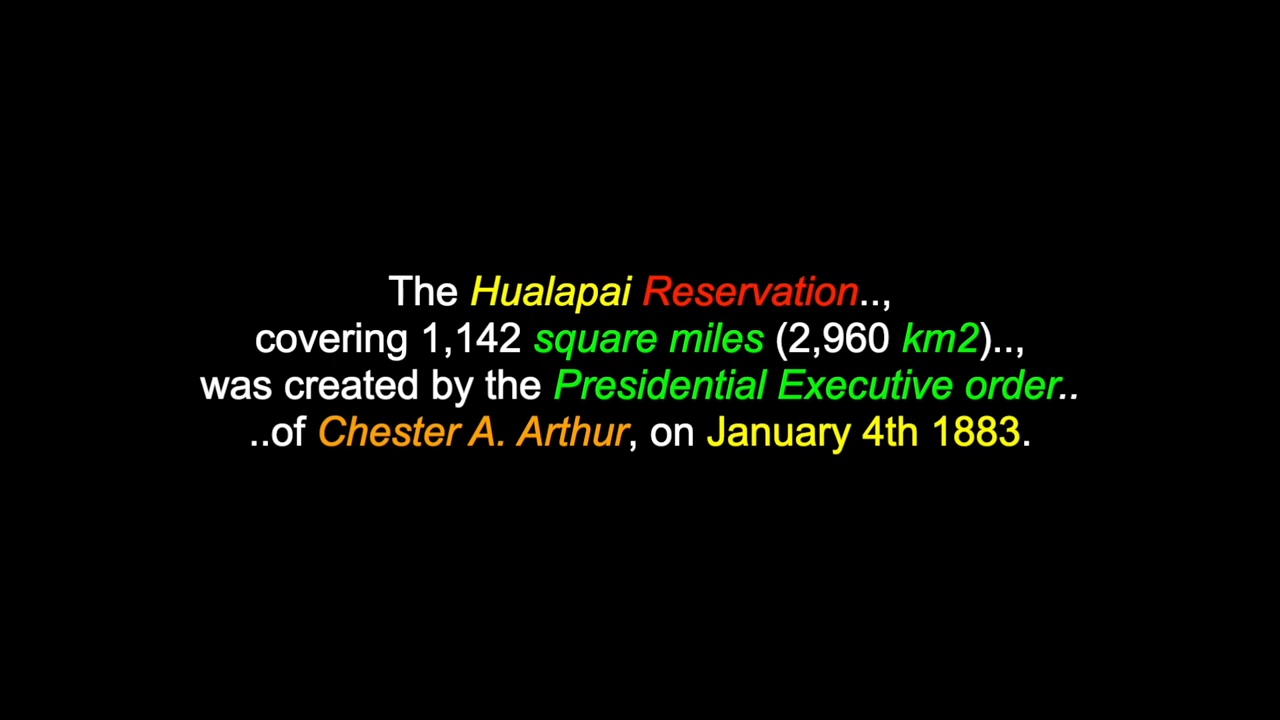 The Hualapai Reservation..,
covering 1,142 square miles (2,960 km2)..,
was created by the Presidential Executive order..
..of Chester A. Arthur, on January 4th 1883.